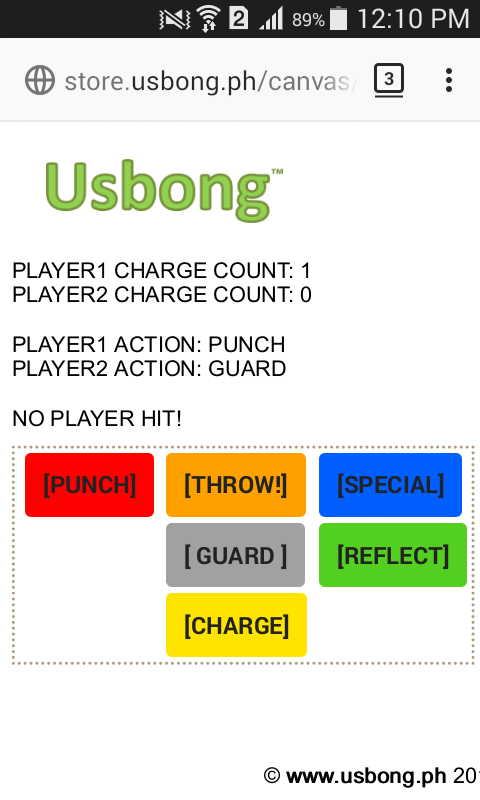 2 89% 12:10 PM
store.usbong.ph/canvas/ 3
Usbong™
PLAYER1 CHARGE COUNT: 1
PLAYER2 CHARGE COUNT: 0
PLAYER1 ACTION: PUNCH
PLAYER2 ACTION: GUARD
NO PLAYER HIT!
[PUNCH] [THROW!] [SPECIAL]
[ GUARD ] [REFLECT]
[CHARGE]
© www.usbong.ph